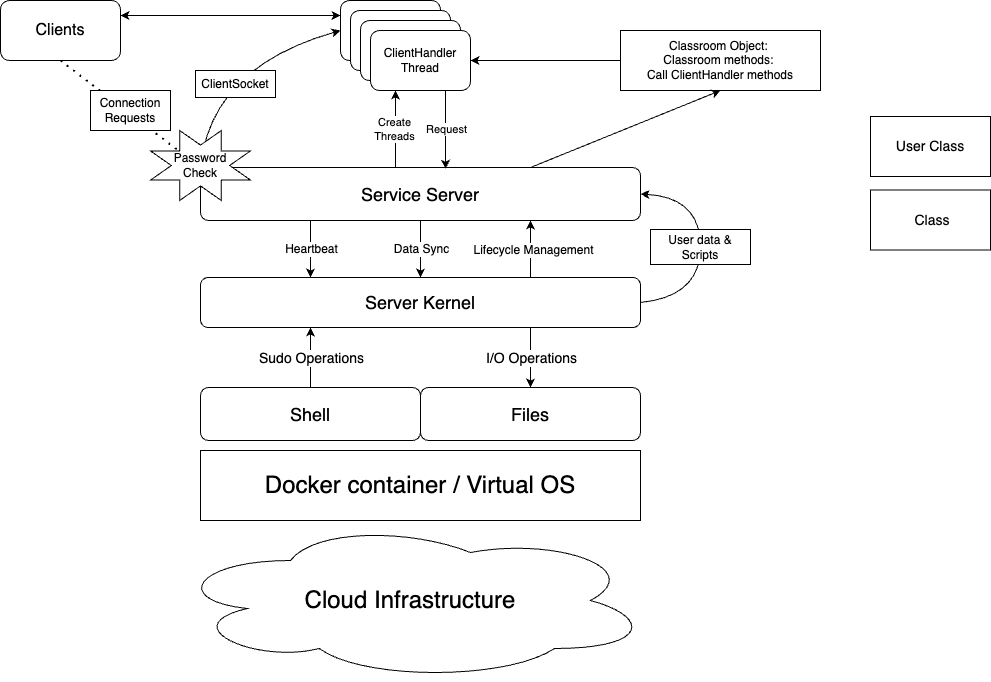 Clients
ClientHandler
Thread
Classroom Object:
Classroom methods:
Call ClientHandler methods
ClientSocket
Connection
Requests
Create
Threads
Request
User Class
Password
Check
Service Server
Class
Heartbeat
Data Sync
Lifecycle Management
User data &
Scripts
Server Kernel
Sudo Operations
I/O Operations
Shell
Files
Docker container / Virtual OS
Cloud Infrastructure